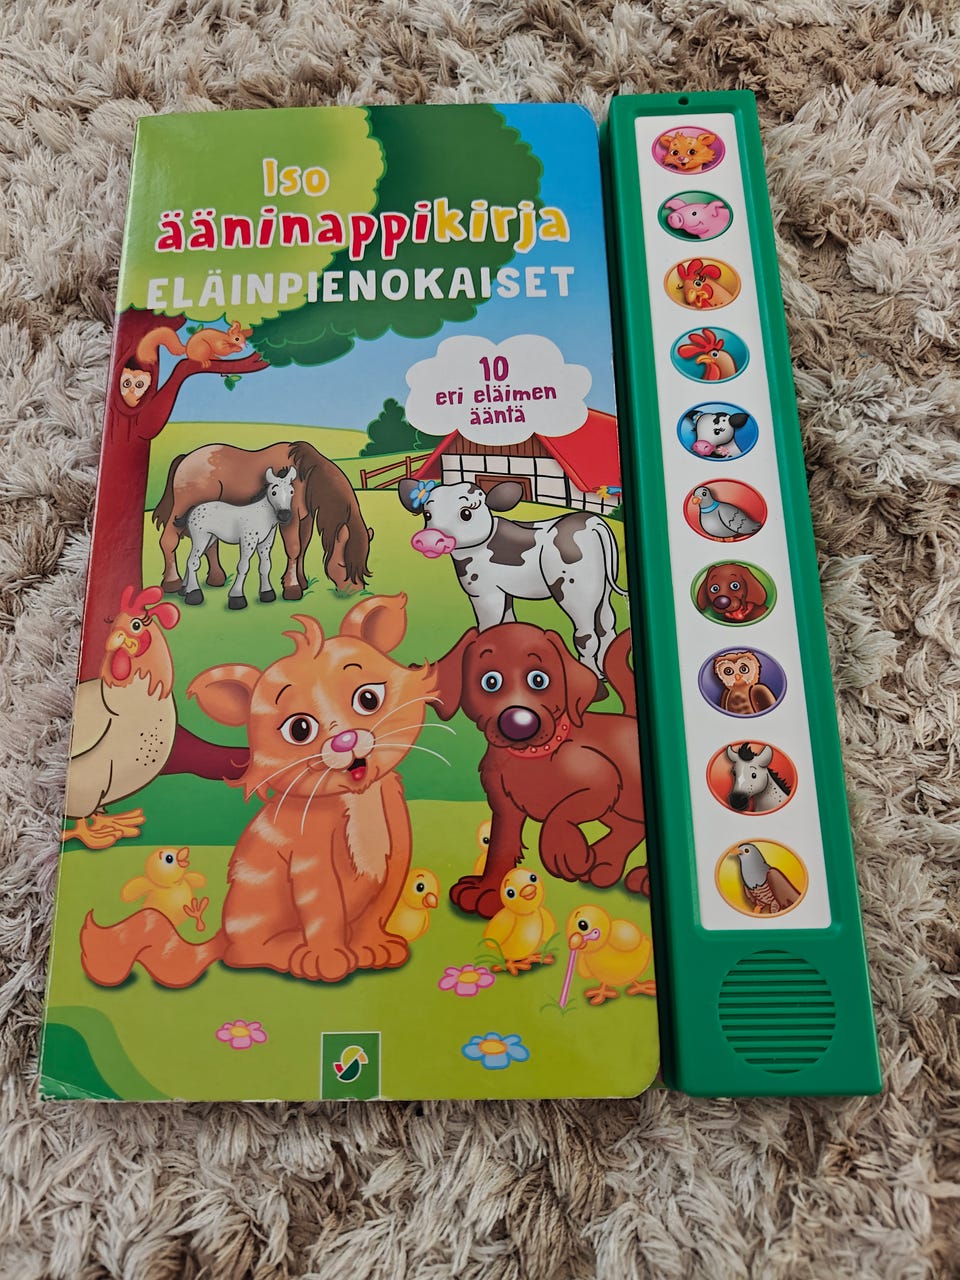 Iso
ääninappikirja
ELÄINPIENOKAISET
10
eri eläimen
ääntä